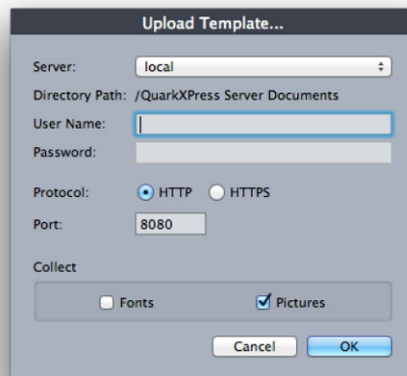 Upload Template...
Server: local
Directory Path: /QuarkXPress Server Documents
User Name:
Password:
Protocol: HTTP HTTPS
Port: 8080
Collect
Fonts Pictures
Cancel OK